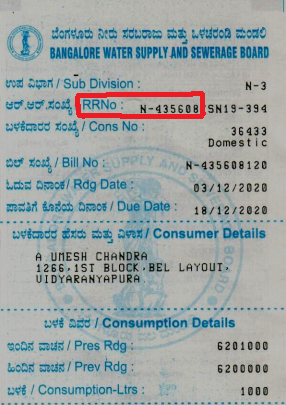 ಬೆಂಗಳೂರು ನೀರು ಸರಬರಾಜು ಮತ್ತು ಒಳಚರಂಡಿ ಮಂಡಲಿ
BANGALORE WATER SUPPLY AND SEWERAGE BOARD
ಉಪ ವಿಭಾಗ / Sub Division : N-3
ಆರ್.ಆರ್.ಸಂಖ್ಯೆ / RRNo : N-435608/SN19-394
ಬಳಕೆದಾರರ ಸಂಖ್ಯೆ / Cons No : 36433
Domestic
ಬಿಲ್ ಸಂಖ್ಯೆ / Bill No : N-435608120
ಓದುವ ದಿನಾಂಕ / Rdg Date : 03/12/2020
ಪಾವತಿಗೆ ಕೊನೆಯ ದಿನಾಂಕ / Due Date : 18/12/2020
ಬಳಕೆದಾರರ ಹೆಸರು ಮತ್ತು ವಿಳಾಸ / Consumer Details
A UMESH CHANDRA
1266,1ST BLOCK,BEL LAYOUT,
VIDYARANYAPURA
ಬಳಕೆ ವಿವರ / Consumption Details
ಇಂದಿನ ವಾಚನ / Pres Rdg : 6201000
ಹಿಂದಿನ ವಾಚನ / Prev Rdg : 6200000
ಬಳಕೆ / Consumption-Ltrs : 1000